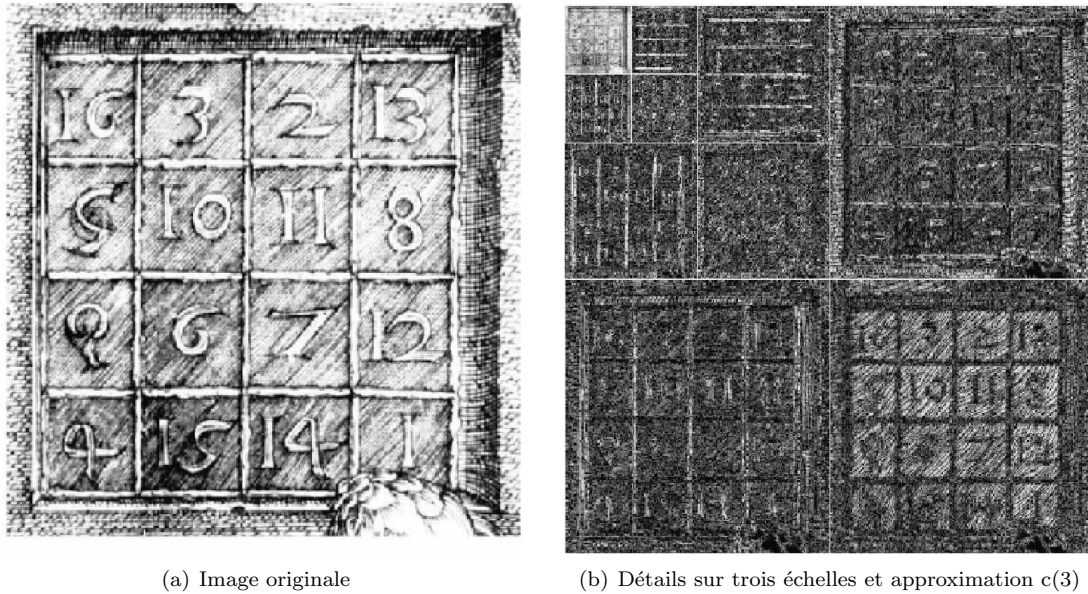 16 3 2 13
5 10 11 8
9 6 7 12
4 15 14 1
(a) Image originale
(b) Détails sur trois échelles et approximation c(3)